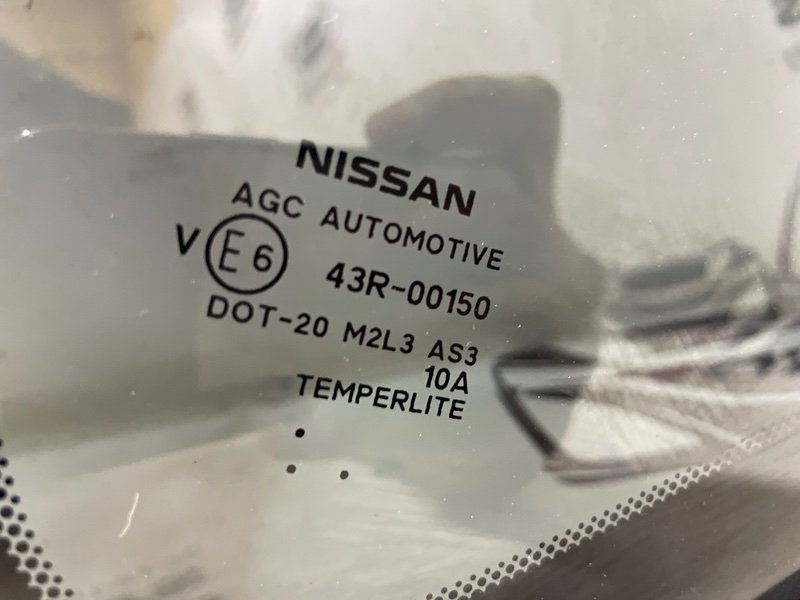 NISSAN
AGC AUTOMOTIVE
V E6 43R-00150
DOT-20 M2L3 AS3
10A
TEMPERLITE